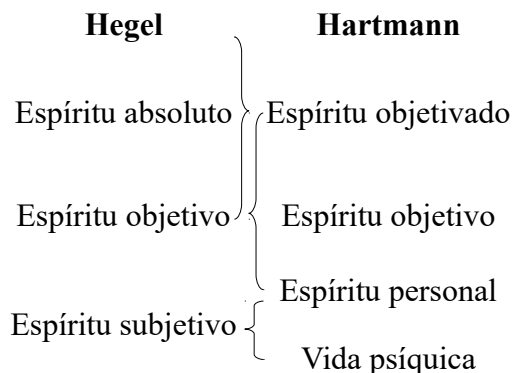 Hegel Hartmann
Espíritu absoluto Espíritu objetivado
Espíritu objetivo Espíritu objetivo
Espíritu personal
Espíritu subjetivo
Vida psíquica